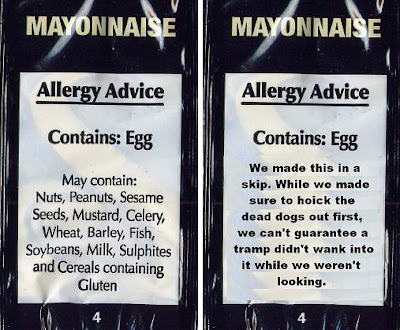 MAYONNAISE
Allergy Advice
Contains: Egg
May contain:
Nuts, Peanuts, Sesame
Seeds, Mustard, Celery,
Wheat, Barley, Fish,
Soybeans, Milk, Sulphites
and Cereals containing
Gluten
4
MAYONNAISE
Allergy Advice
Contains: Egg
We made this in a
skip. While we made
sure to hoick the
dead dogs out first,
we can't guarantee a
tramp didn't wank into
it while we weren't
looking.
4